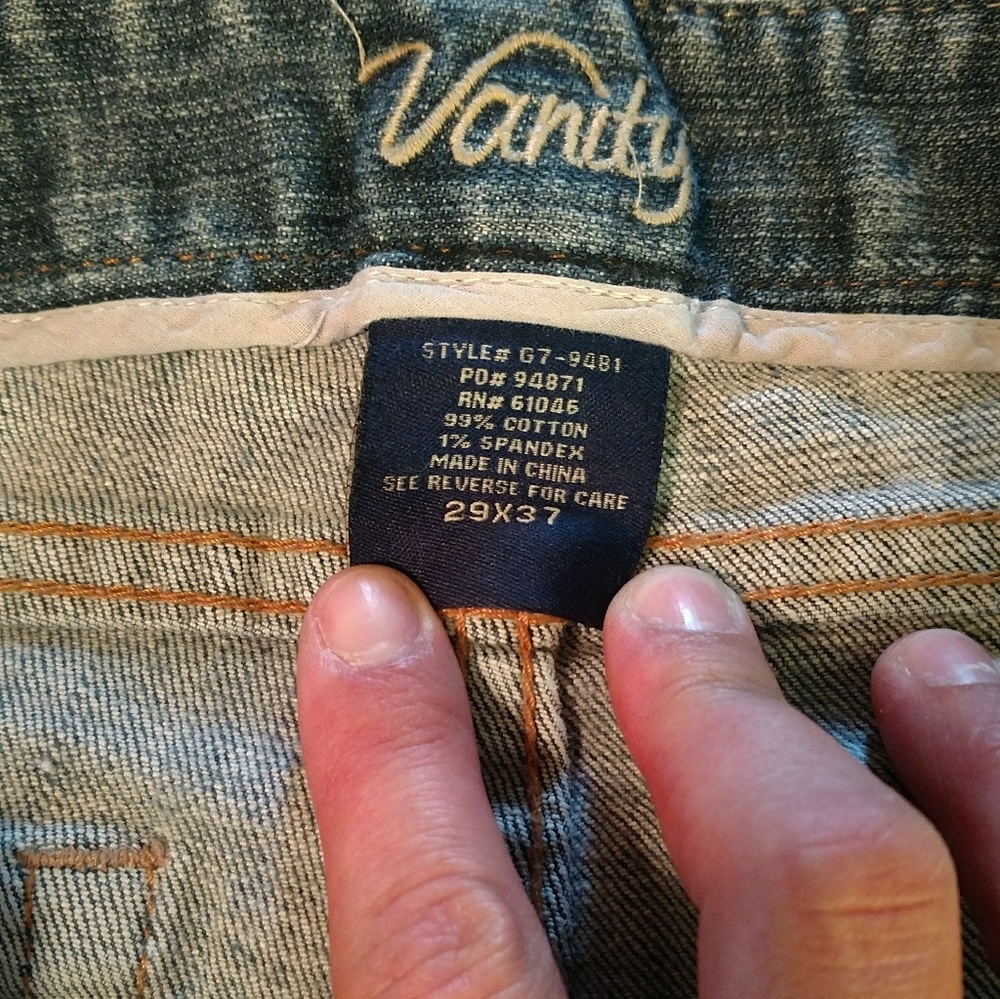 Vanity
STYLE# G7-9481
PO# 94871
RN# 61046
99% COTTON
1% SPANDEX
MADE IN CHINA
SEE REVERSE FOR CARE
29X37